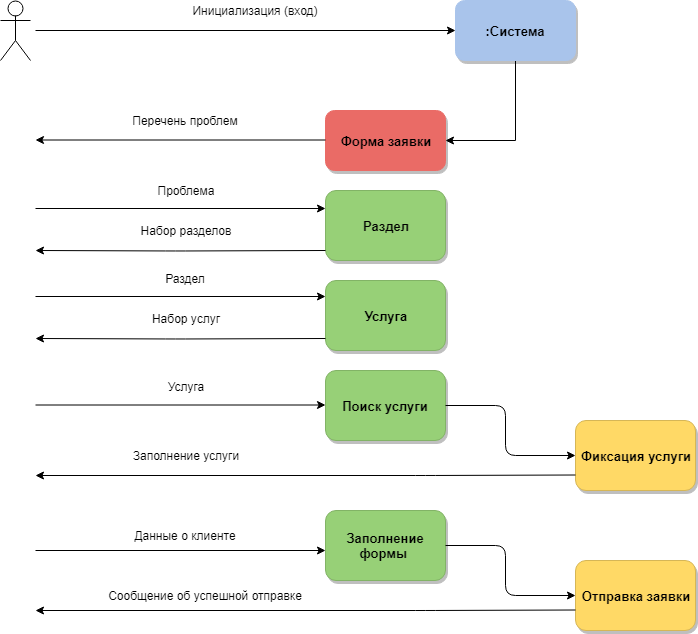 Инициализация (вход)
:Система
Перечень проблем
Форма заявки
Проблема
Раздел
Набор разделов
Раздел
Услуга
Набор услуг
Услуга
Поиск услуги
Заполнение услуги
Фиксация услуги
Данные о клиенте
Заполнение
формы
Сообщение об успешной отправке
Отправка заявки